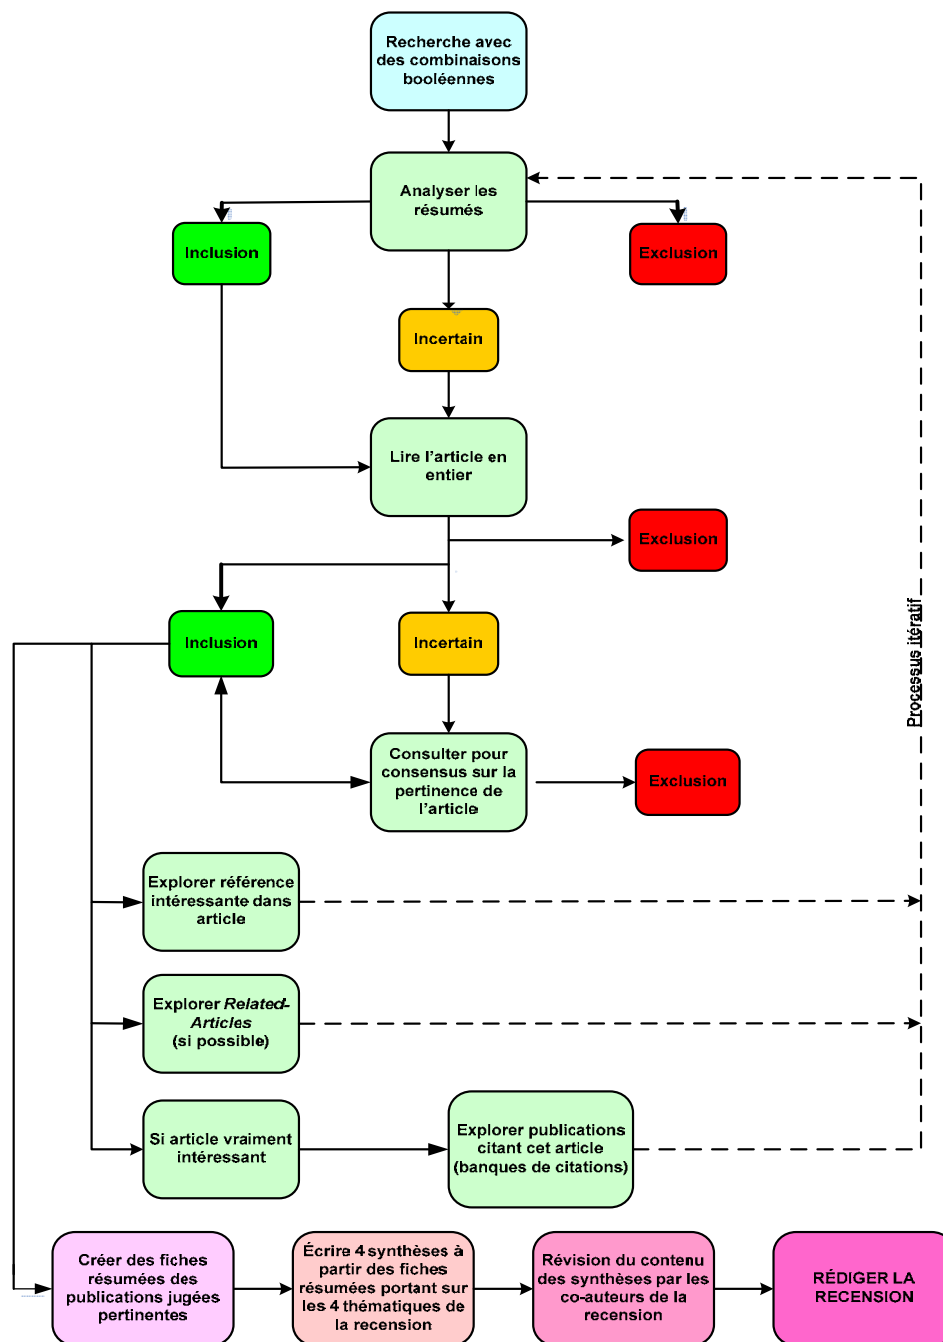 Recherche avec
des combinaisons
booléennes
Analyser les
résumés
Inclusion
Exclusion
Incertain
Lire l'article en
entier
Exclusion
Inclusion
Incertain
Processus itératif
Consulter pour
consensus sur la
pertinence de
l'article
Exclusion
Explorer référence
intéressante dans
article
Explorer Related-
Articles
(si possible)
Si article vraiment
intéressant
Explorer publications
citant cet article
(banques de citations)
Créer des fiches
résumées des
publications jugées
pertinentes
Écrire 4 synthèses à
partir des fiches
résumées portant sur
les 4 thématiques de
la recension
Révision du contenu
des synthèses par les
co-auteurs de la
recension
RÉDIGER LA
RECENSION